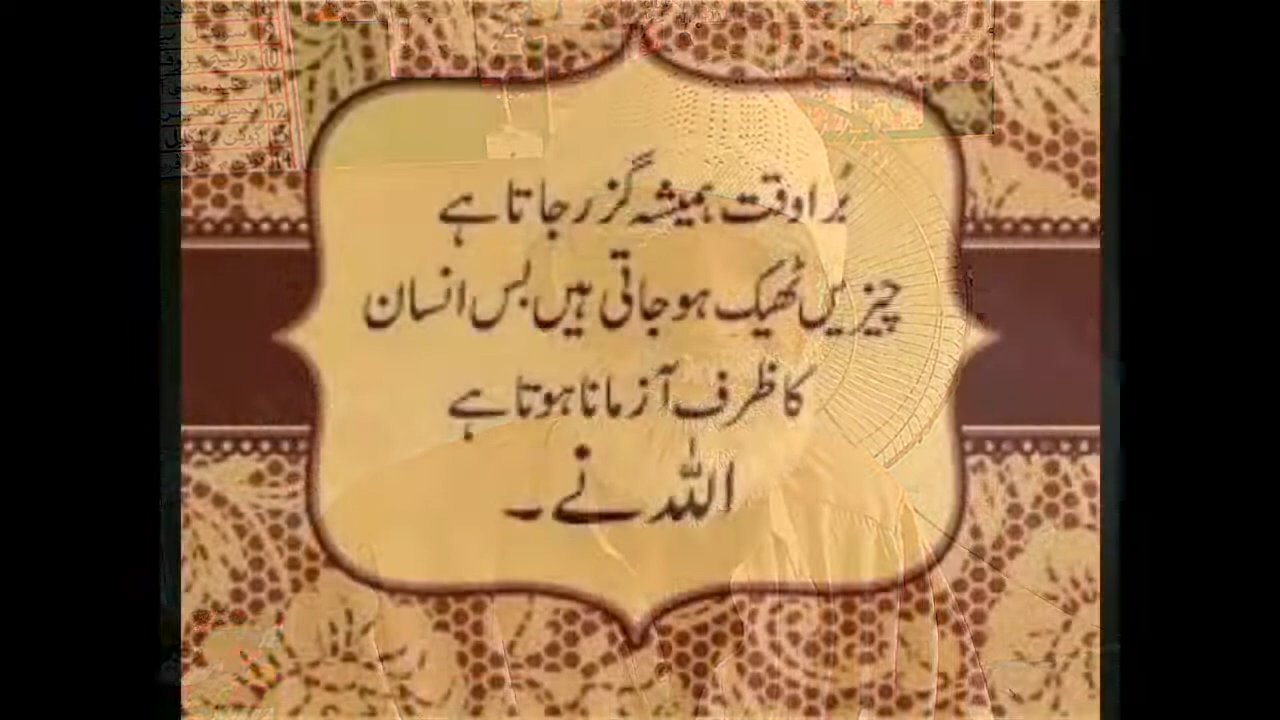 بُرا وقت ہمیشہ گزر جاتا ہے
چیزیں ٹھیک ہو جاتی ہیں بس انسان
کا ظرف آزمانا ہوتا ہے
اللہ نے ۔